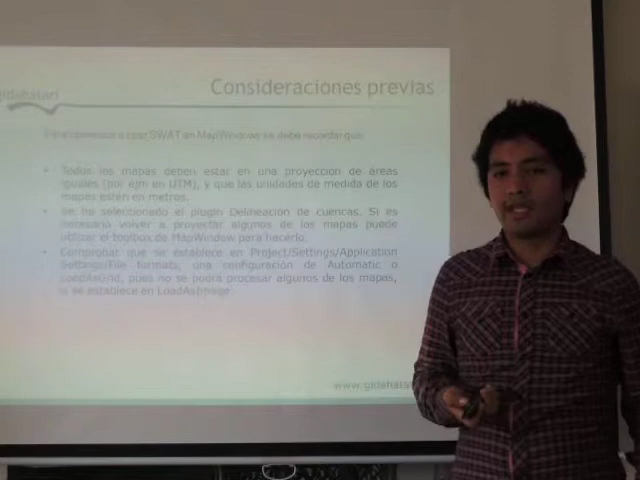 gidahatari
Consideraciones previas
Para comenzar a usar SWAT en MapWindow se debe recordar que:
• Todos los mapas deben estar en una proyección de áreas
iguales (por ejm en UTM), y que las unidades de medida de los
mapas estén en metros.
• Se ha seleccionado el plugin Delineación de cuencas. Si es
necesario volver a proyectar algunos de los mapas puede
utilizar el toolbox de MapWindow para hacerlo.
• Comprobar que se establece en Project/Settings/Application
Settings/File formats, una configuración de Automatic o
LoadAsGrid, pues no se podrá procesar algunos de los mapas,
si se establece en LoadAsImage.
www.gidahatari